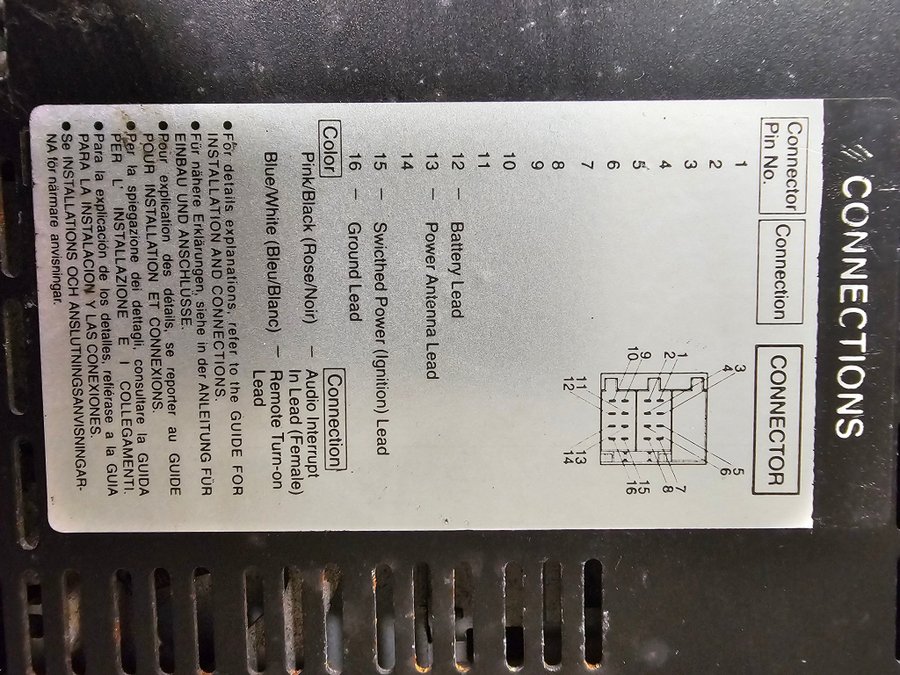 CONNECTIONS
Connector
Pin No.
Connection
CONNECTOR
1
2
3
4
5
6
7
8
9
10
11
12 – Battery Lead
13 – Power Antenna Lead
14
15 – Swicthed Power (Ignition) Lead
16 – Ground Lead
1
2
3
4
5
6
7
8
9
10
11
12
13
14
15
16
Color
Connection
Pink/Black (Rose/Noir) – Audio Interrupt
In Lead (Female)
Blue/White (Bleu/Blanc) – Remote Turn-on
Lead
● For details explanations, refer to the GUIDE FOR
INSTALLATION AND CONNECTIONS.
● Für nähere Erklärungen, siehe in der ANLEITUNG FÜR
EINBAU UND ANSCHLÜSSE.
● Pour explication des détails, se reporter au GUIDE
POUR INSTALLATION ET CONNEXIONS.
● Per la spiegazione dei dettagli, consultare la GUIDA
PER L' INSTALLAZIONE E I COLLEGAMENTI.
● Para la explicación de los detalles, refiérase a la GUIA
PARA LA INSTALACION Y LAS CONEXIONES.
● Se INSTALLATIONS OCH ANSLUTNINGSANVISNINGAR-
NA för närmare anvisningar.